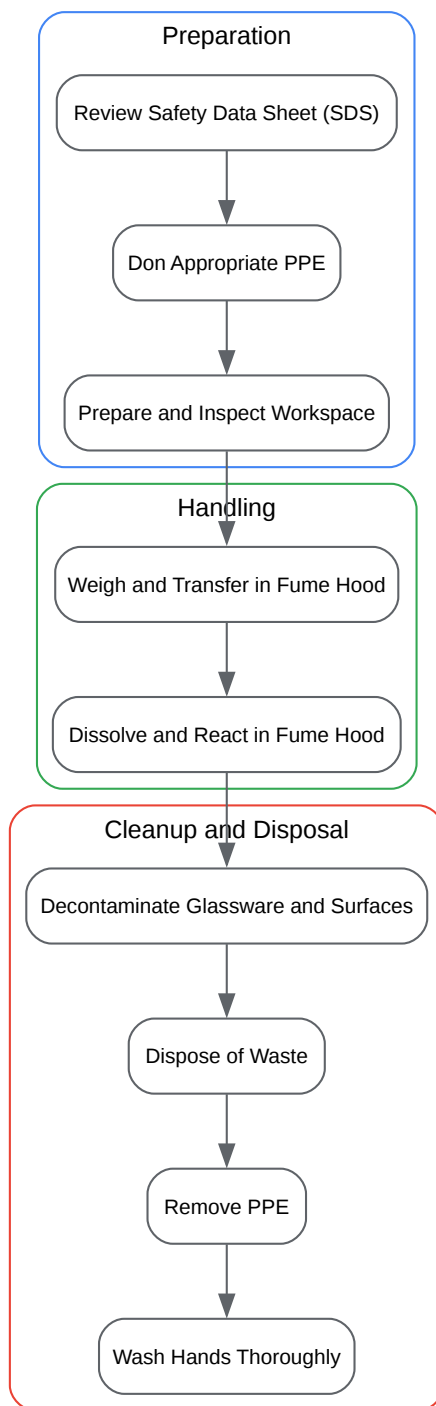 Preparation
Review Safety Data Sheet (SDS)
Don Appropriate PPE
Prepare and Inspect Workspace
Handling
Weigh and Transfer in Fume Hood
Dissolve and React in Fume Hood
Cleanup and Disposal
Decontaminate Glassware and Surfaces
Dispose of Waste
Remove PPE
Wash Hands Thoroughly